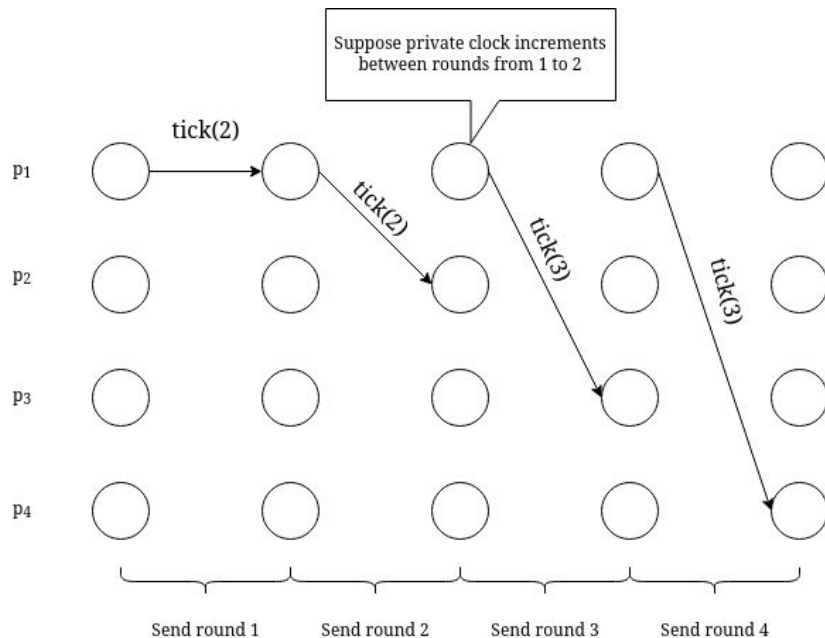 Suppose private clock increments
between rounds from 1 to 2
tick(2)
p1
tick(2)
tick(3)
tick(3)
p2
p3
p4
Send round 1
Send round 2
Send round 3
Send round 4